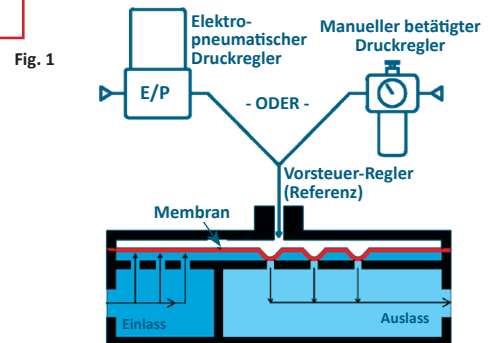 Fig. 1
Elektro-
pneumatischer
Druckregler
Manueller betätigter
Druckregler
E/P
- ODER -
Vorsteuer-Regler
(Referenz)
Membran
Einlass
Auslass